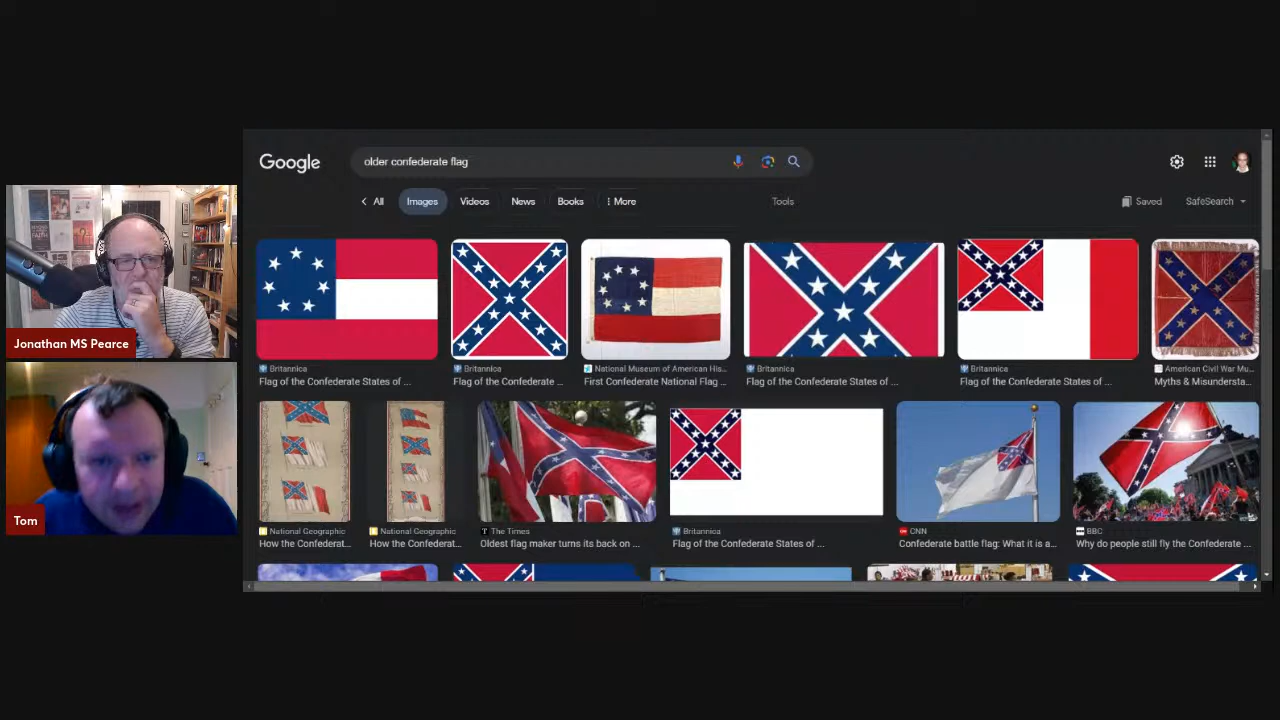 Google
older confederate flag
All
Images
Videos
News
Books
More
Tools
Saved
SafeSearch
Jonathan MS Pearce
Tom
Britannica
Flag of the Confederate States of ...
Britannica
Flag of the Confederate ...
National Museum of American His...
First Confederate National Flag ...
Britannica
Flag of the Confederate States of ...
Britannica
Flag of the Confederate States of ...
American Civil War Mu...
Myths & Misundersta...
National Geographic
How the Confederat...
National Geographic
How the Confederat...
The Times
Oldest flag maker turns its back on ...
Britannica
Flag of the Confederate States of ...
CNN
Confederate battle flag: What it is a...
BBC
Why do people still fly the Confederate ...